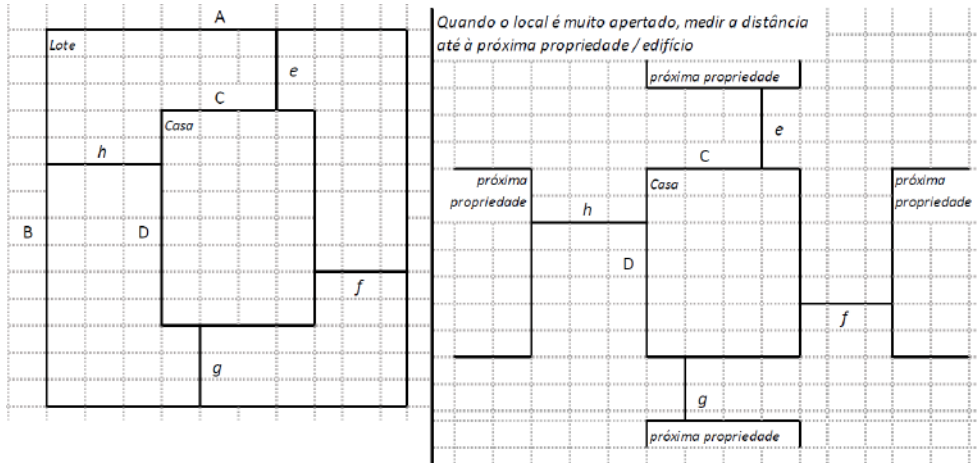 A
Lote
e
C
Casa
h
B
D
f
g
Quando o local é muito apertado, medir a distância
até à próxima propriedade / edifício
próxima propriedade
e
C
próxima
propriedade
Casa
próxima
propriedade
h
D
f
g
próxima propriedade